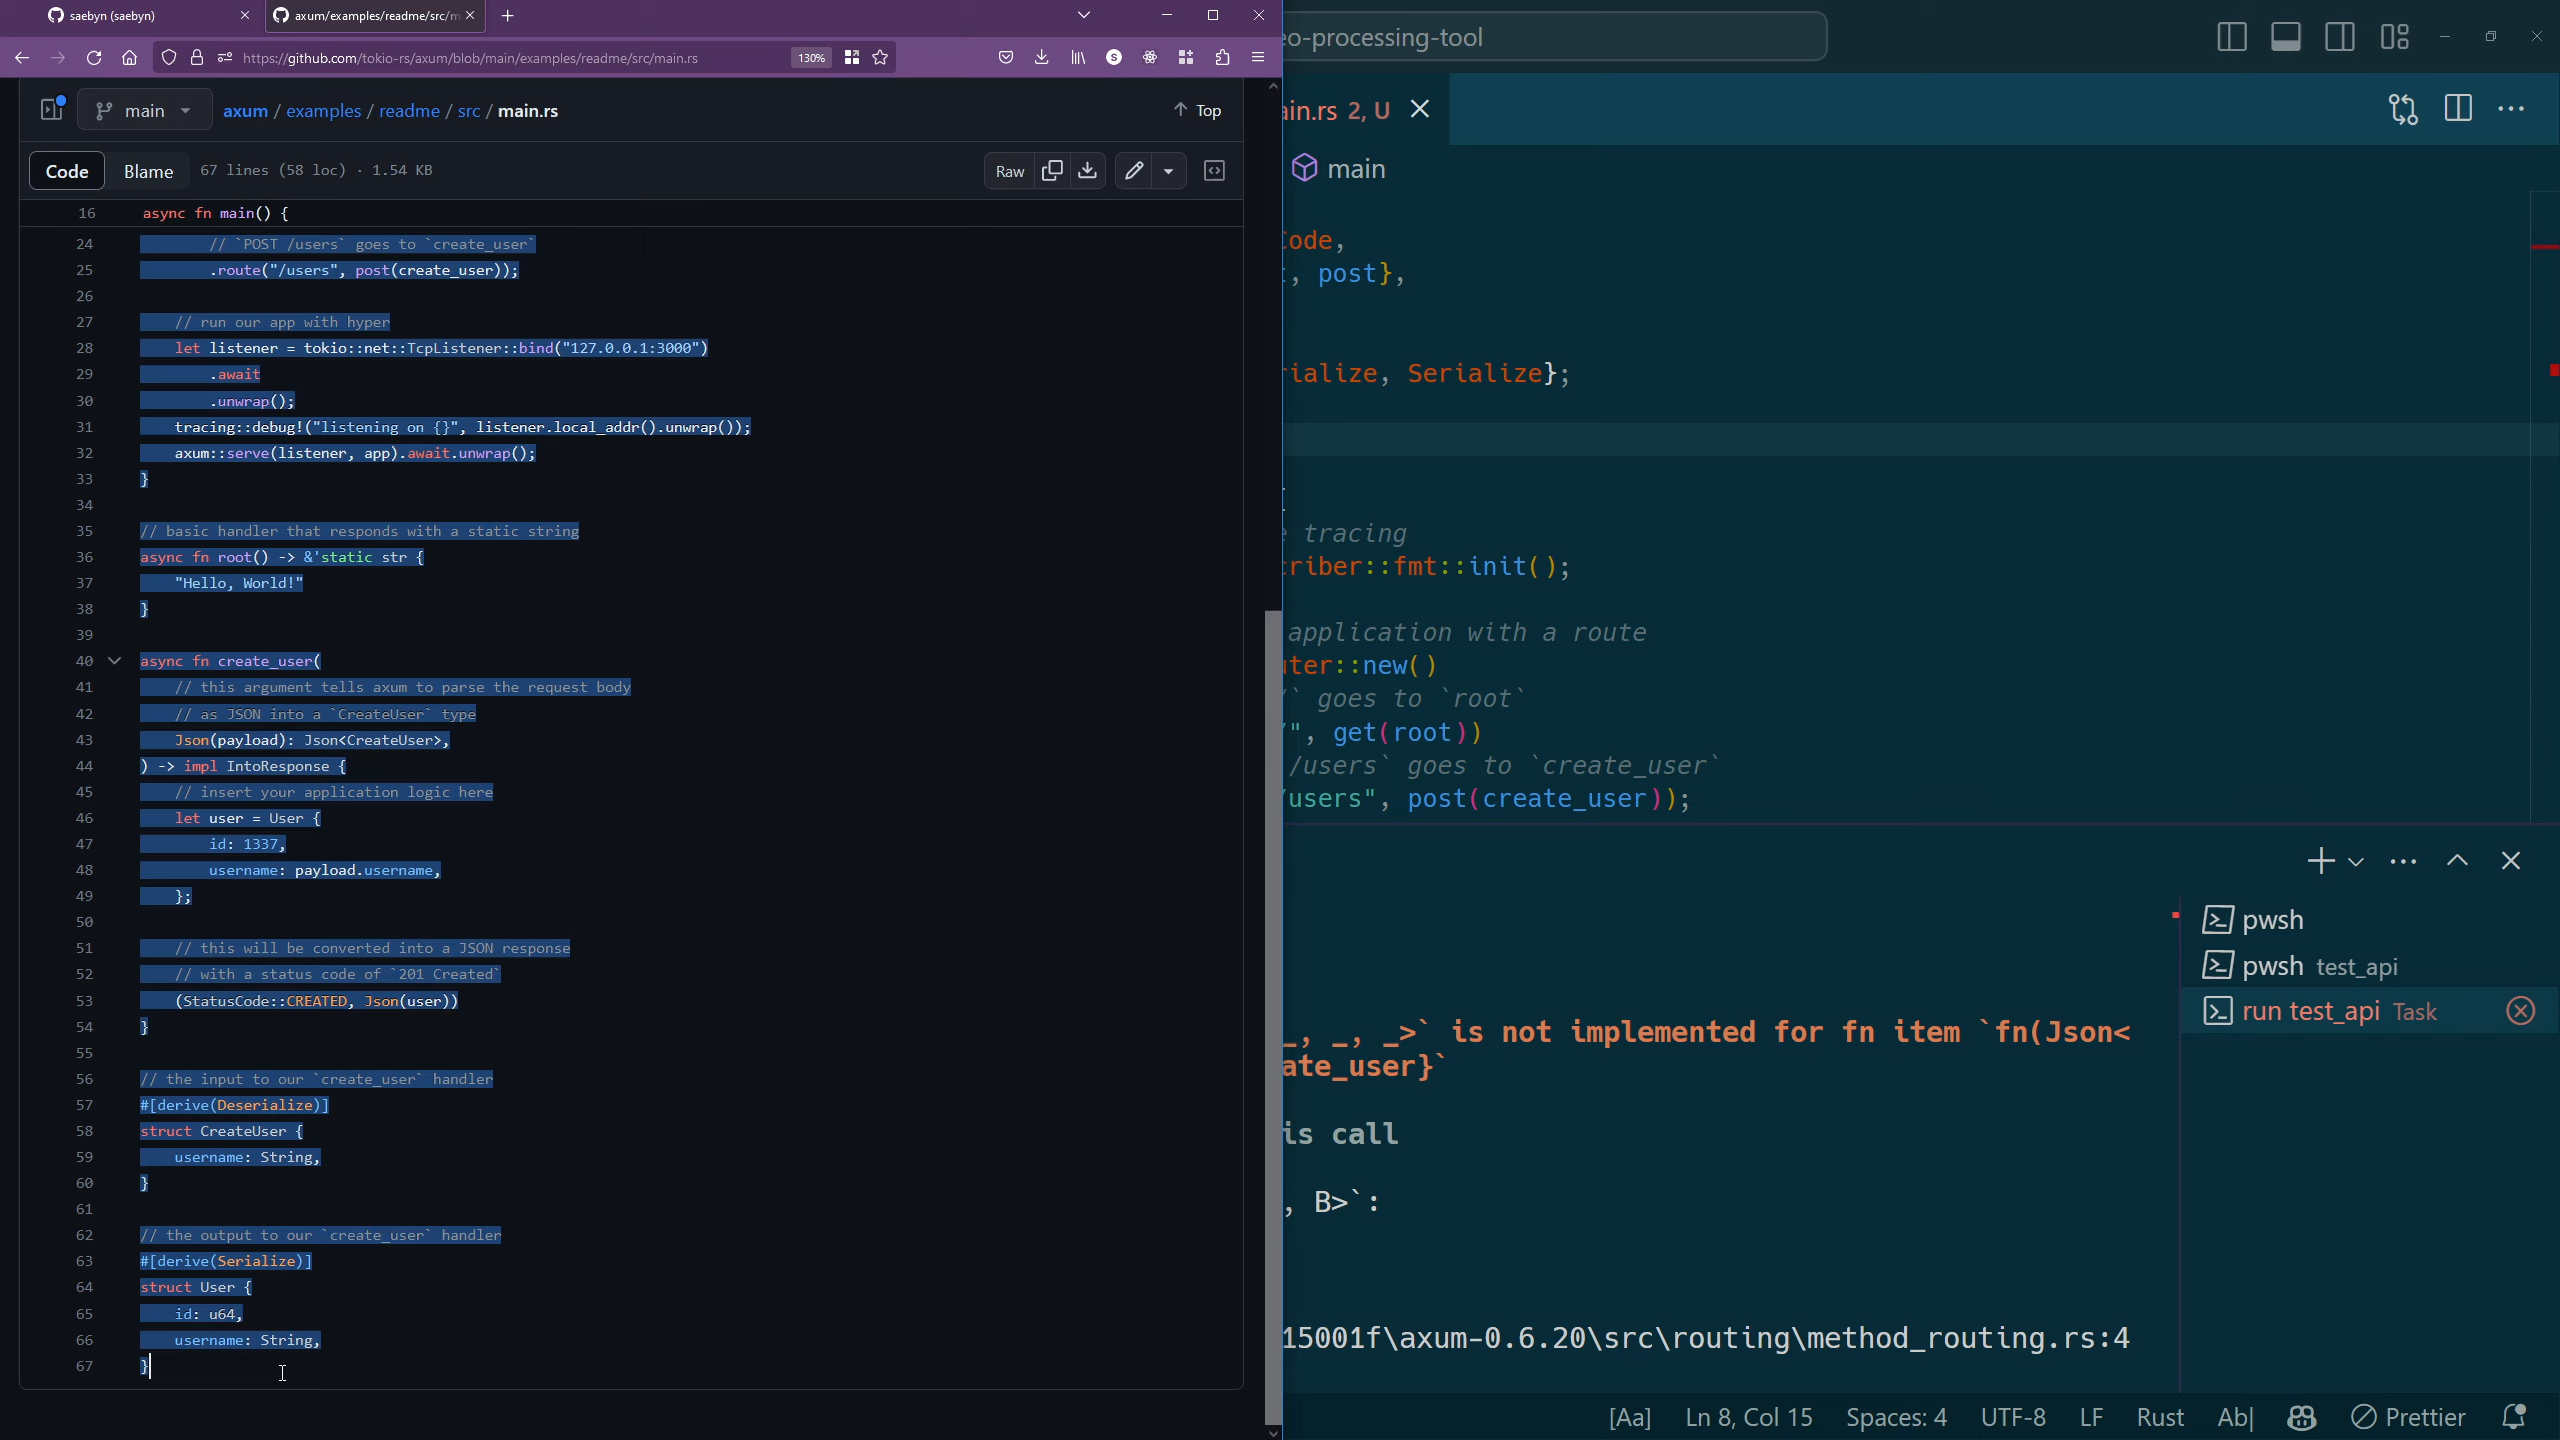 saebyn (saebyn)
axum/examples/readme/src/m
https://github.com/tokio-rs/axum/blob/main/examples/readme/src/main.rs
130%
S
main
axum / examples / readme / src / main.rs
Top
Code
Blame
67 lines (58 loc) · 1.54 KB
Raw
16 async fn main() {
24 // `POST /users` goes to `create_user`
25 .route("/users", post(create_user));
26
27 // run our app with hyper
28 let listener = tokio::net::TcpListener::bind("127.0.0.1:3000")
29 .await
30 .unwrap();
31 tracing::debug!("listening on {}", listener.local_addr().unwrap());
32 axum::serve(listener, app).await.unwrap();
33 }
34
35 // basic handler that responds with a static string
36 async fn root() -> &'static str {
37 "Hello, World!"
38 }
39
40 async fn create_user(
41 // this argument tells axum to parse the request body
42 // as JSON into a `CreateUser` type
43 Json(payload): Json<CreateUser>,
44 ) -> impl IntoResponse {
45 // insert your application logic here
46 let user = User {
47 id: 1337,
48 username: payload.username,
49 };
50
51 // this will be converted into a JSON response
52 // with a status code of `201 Created`
53 (StatusCode::CREATED, Json(user))
54 }
55
56 // the input to our `create_user` handler
57 #[derive(Deserialize)]
58 struct CreateUser {
59 username: String,
60 }
61
62 // the output to our `create_user` handler
63 #[derive(Serialize)]
64 struct User {
65 id: u64,
66 username: String,
67 }
eo-processing-tool
ain.rs 2, U
main
Code,
, post},
rialize, Serialize};
tracing
criber::fmt::init();
application with a route
uter::new()
/` goes to `root`
/", get(root))
/users` goes to `create_user`
/users", post(create_user));
pwsh
pwsh test_api
run test_api Task
_, _, _>` is not implemented for fn item `fn(Json<
ate_user}`
is call
, B>`:
15001f\axum-0.6.20\src\routing\method_routing.rs:4
[Aa]
Ln 8, Col 15
Spaces: 4
UTF-8
LF
Rust
Ab|
Prettier